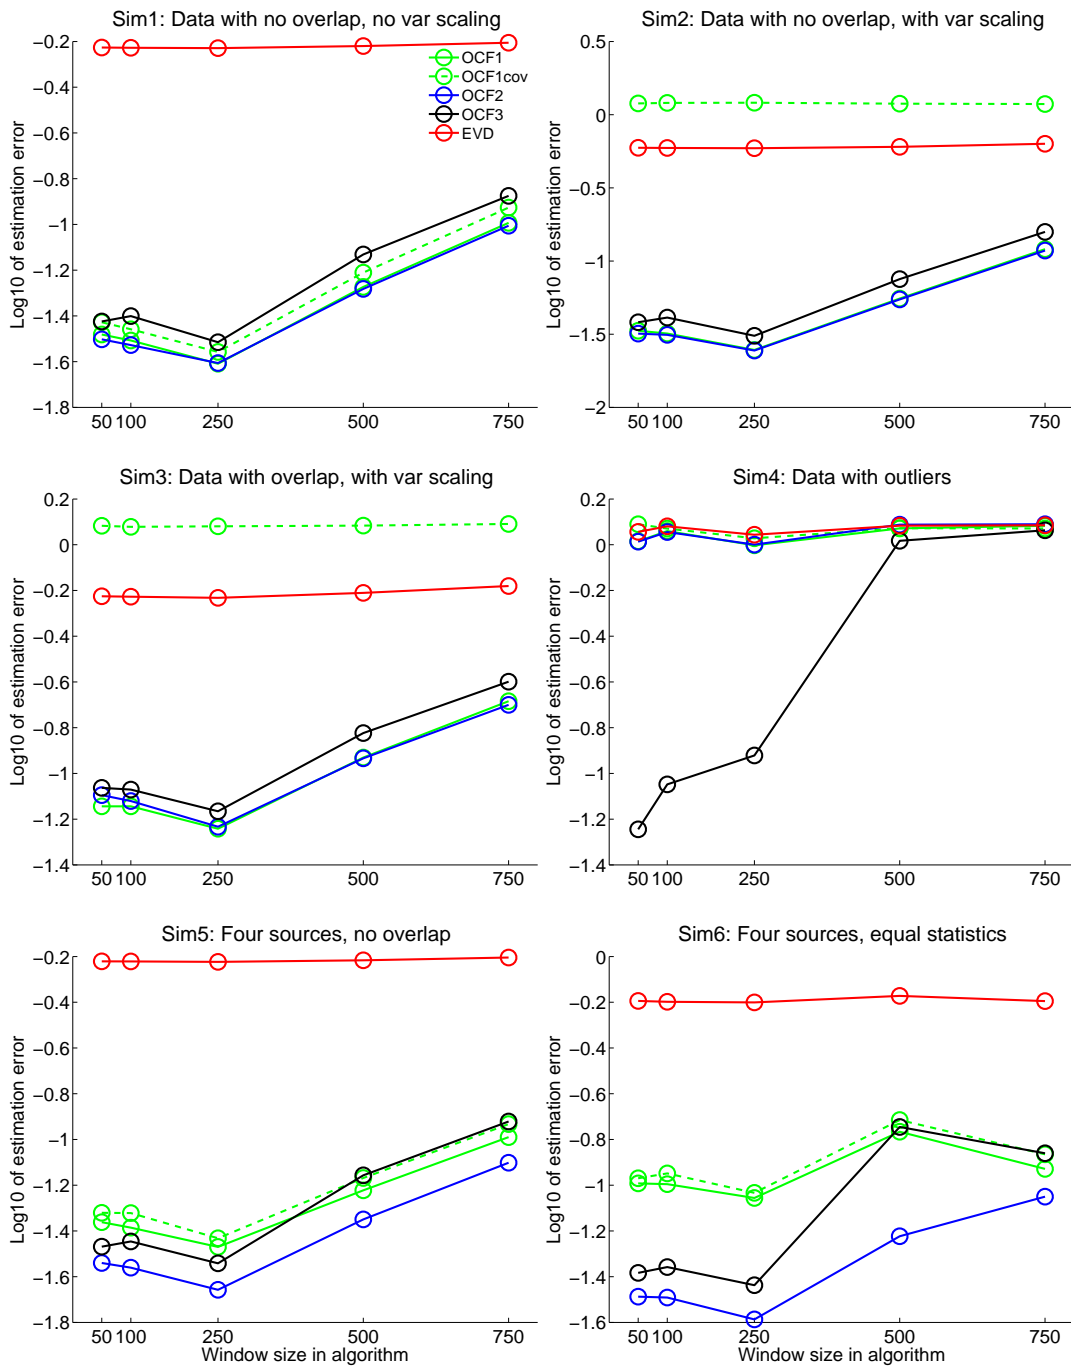 Sim1: Data with no overlap, no var scaling
−0.2
−0.4
−0.6
−0.8
−1
−1.2
−1.4
−1.6
−1.8
Log10 of estimation error
50 100 250 500 750
OCF1
OCF1cov
OCF2
OCF3
EVD
Sim2: Data with no overlap, with var scaling
0.5
0
−0.5
−1
−1.5
−2
Log10 of estimation error
50 100 250 500 750
Sim3: Data with overlap, with var scaling
0.2
0
−0.2
−0.4
−0.6
−0.8
−1
−1.2
−1.4
Log10 of estimation error
50 100 250 500 750
Sim4: Data with outliers
0.2
0
−0.2
−0.4
−0.6
−0.8
−1
−1.2
−1.4
Log10 of estimation error
50 100 250 500 750
Sim5: Four sources, no overlap
−0.2
−0.4
−0.6
−0.8
−1
−1.2
−1.4
−1.6
−1.8
Log10 of estimation error
50 100 250 500 750
Window size in algorithm
Sim6: Four sources, equal statistics
0
−0.2
−0.4
−0.6
−0.8
−1
−1.2
−1.4
−1.6
Log10 of estimation error
50 100 250 500 750
Window size in algorithm